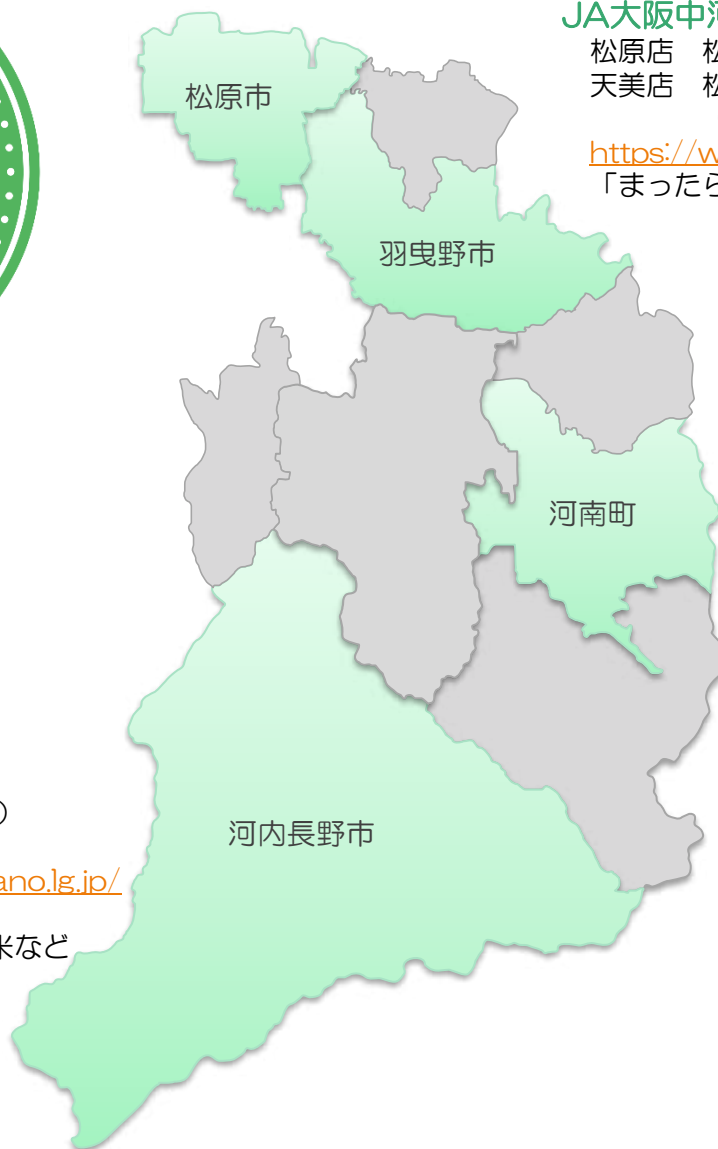 JA大阪中河
松原店　松
天美店　松
https://w
「まったら
松原市
羽曳野市
河南町
河内長野市
ano.lg.jp/
米など